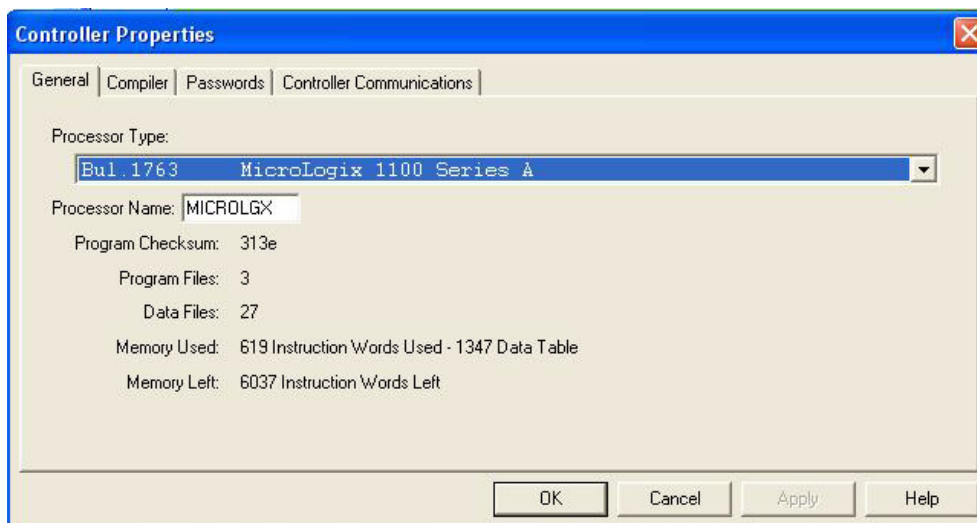 Controller Properties
General Compiler Passwords Controller Communications
Processor Type:
Bul.1763 MicroLogix 1100 Series A
Processor Name: MICROLGX
Program Checksum: 313e
Program Files: 3
Data Files: 27
Memory Used: 619 Instruction Words Used - 1347 Data Table
Memory Left: 6037 Instruction Words Left
OK Cancel Apply Help